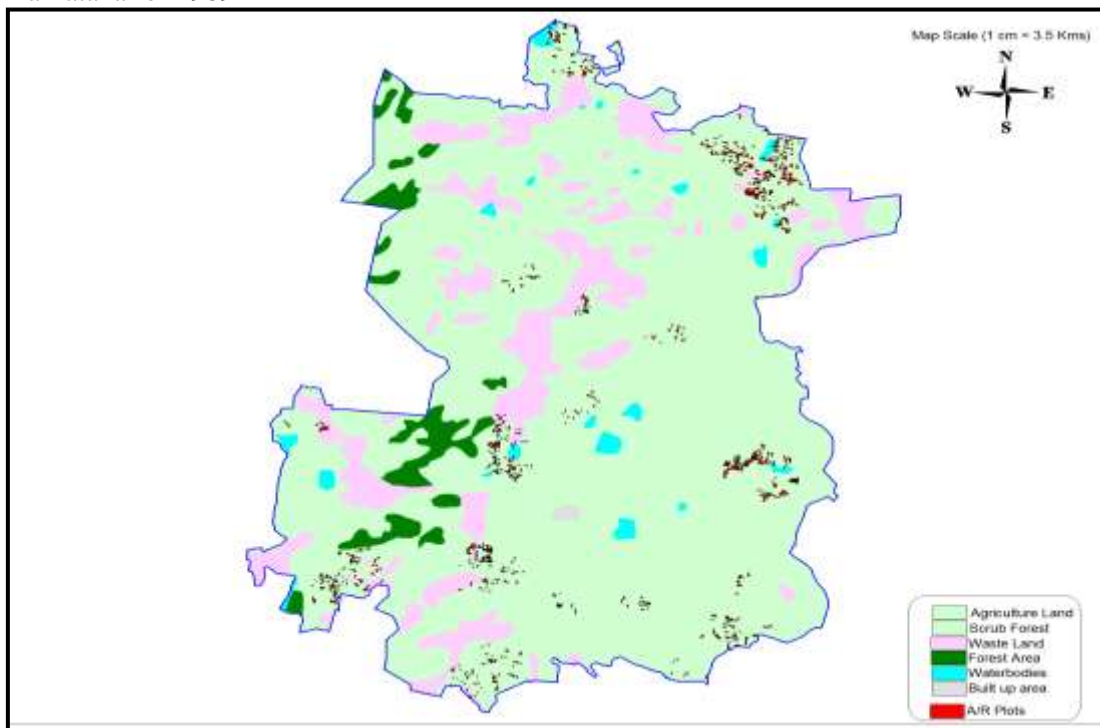 Map Scale (1 cm = 3.5 Kms)
N
W E
S
Agriculture Land
Scrub Forest
Waste Land
Forest Area
Waterbodies
Built up area
A/R Plots